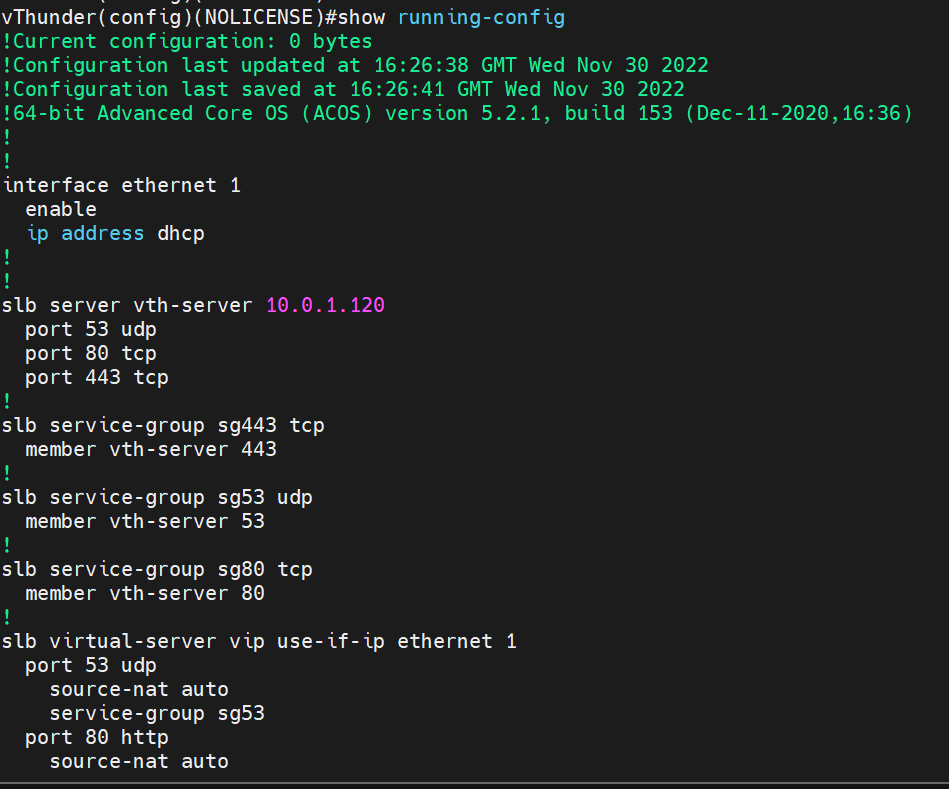 vThunder(config)(NOLICENSE)#show running-config
!Current configuration: 0 bytes
!Configuration last updated at 16:26:38 GMT Wed Nov 30 2022
!Configuration last saved at 16:26:41 GMT Wed Nov 30 2022
!64-bit Advanced Core OS (ACOS) version 5.2.1, build 153 (Dec-11-2020,16:36)
!
!
interface ethernet 1
  enable
  ip address dhcp
!
!
slb server vth-server 10.0.1.120
  port 53 udp
  port 80 tcp
  port 443 tcp
!
slb service-group sg443 tcp
  member vth-server 443
!
slb service-group sg53 udp
  member vth-server 53
!
slb service-group sg80 tcp
  member vth-server 80
!
slb virtual-server vip use-if-ip ethernet 1
  port 53 udp
    source-nat auto
    service-group sg53
  port 80 http
    source-nat auto